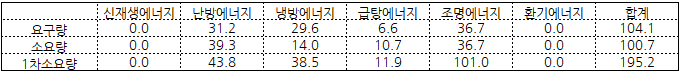 신재생에너지 난방에너지 냉방에너지 급탕에너지 조명에너지 환기에너지 합계
요구량 0.0 31.2 29.6 6.6 36.7 0.0 104.1
소요량 0.0 39.3 14.0 10.7 36.7 0.0 100.7
1차소요량 0.0 43.8 38.5 11.9 101.0 0.0 195.2